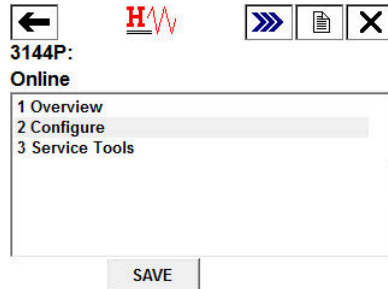 H
3144P:
Online
1 Overview
2 Configure
3 Service Tools
SAVE